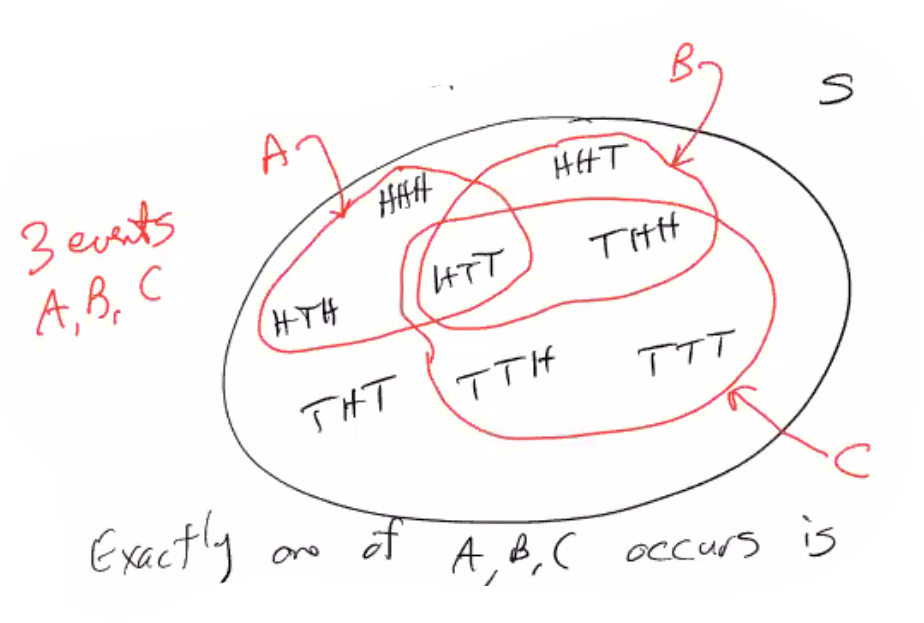 B
S
A
HHT
HHH
3 events
THH
A, B, C
HTT
HTH
TTH
TTT
THT
C
Exactly one of A, B, C occurs is